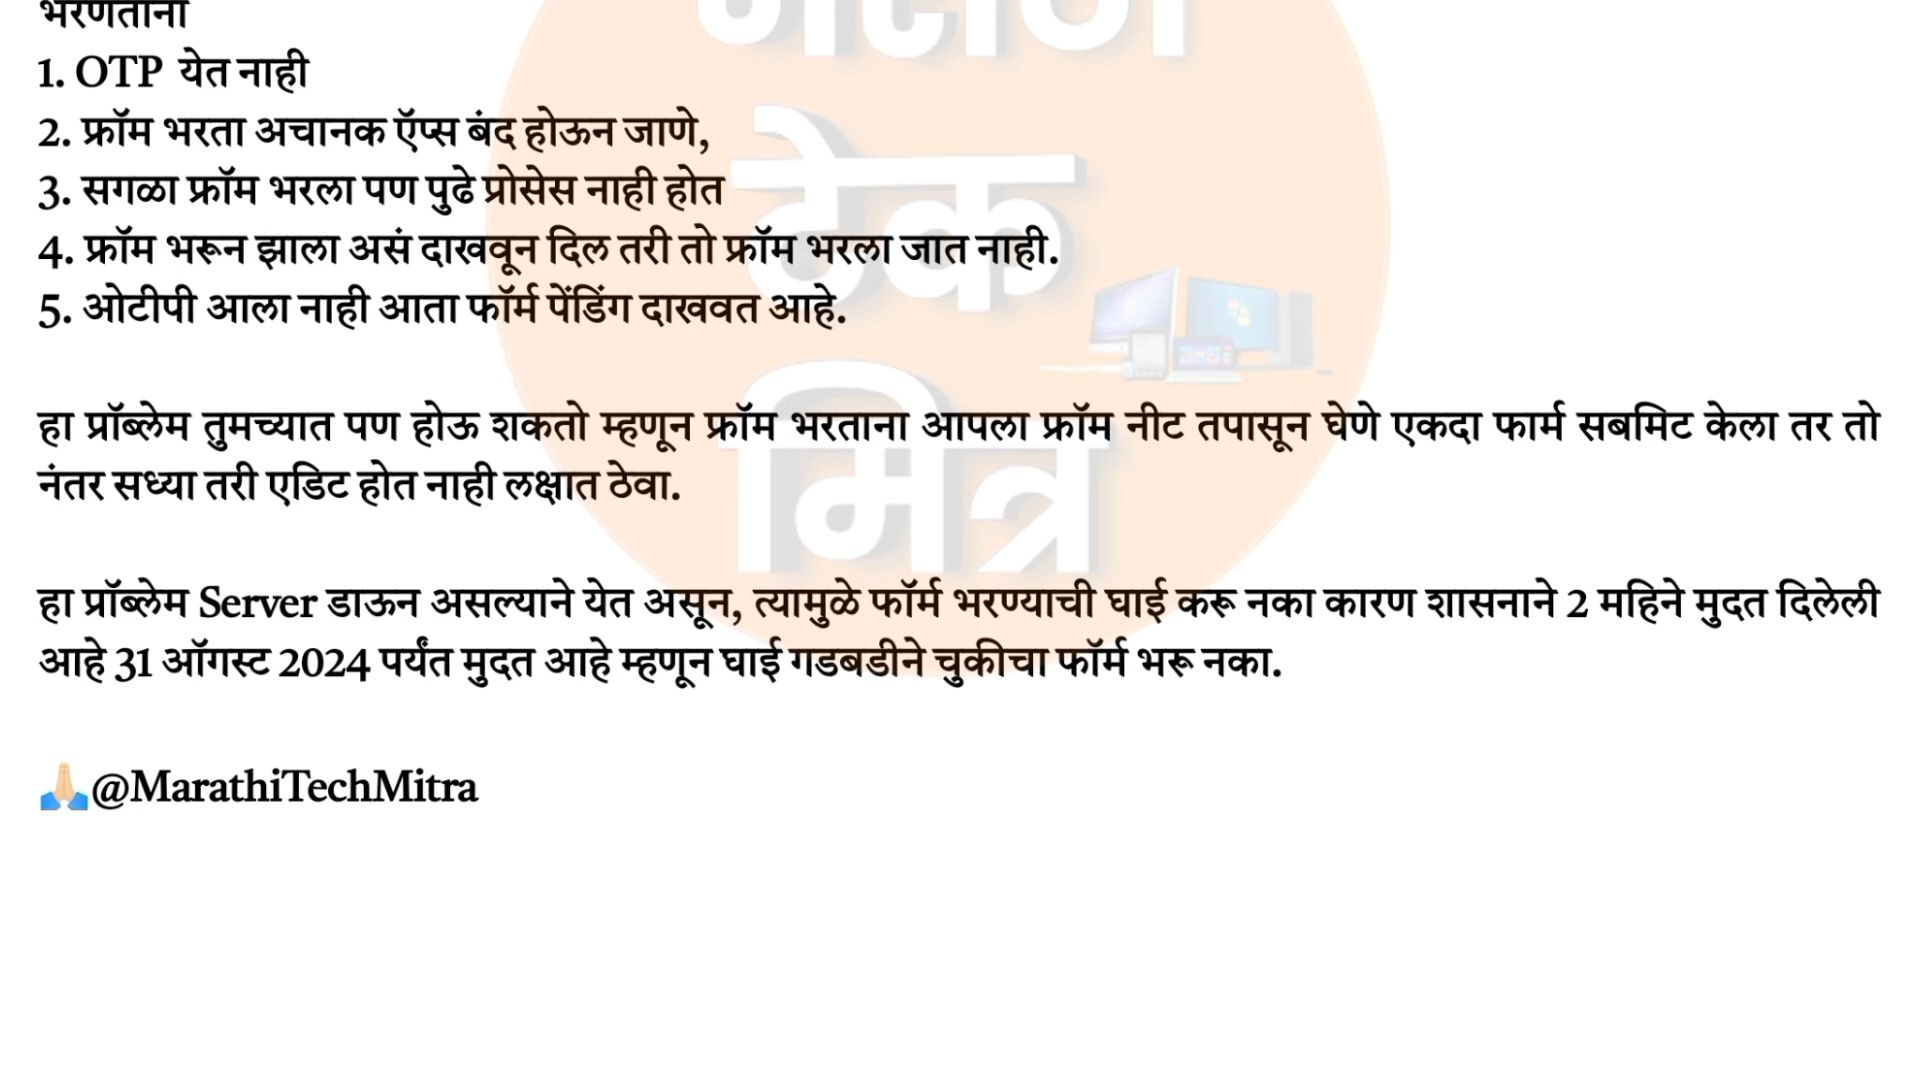 भरणताना
1. OTP येत नाही
2. फ्रॉम भरता अचानक ऍप्स बंद होऊन जाणे,
3. सगळा फ्रॉम भरला पण पुढे प्रोसेस नाही होत
4. फ्रॉम भरून झाला असं दाखवून दिल तरी तो फ्रॉम भरला जात नाही.
5. ओटीपी आला नाही आता फॉर्म पेंडिंग दाखवत आहे.
हा प्रॉब्लेम तुमच्यात पण होऊ शकतो म्हणून फ्रॉम भरताना आपला फ्रॉम नीट तपासून घेणे एकदा फार्म सबमिट केला तर तो
नंतर सध्या तरी एडिट होत नाही लक्षात ठेवा.
हा प्रॉब्लेम Server डाऊन असल्याने येत असून, त्यामुळे फॉर्म भरण्याची घाई करू नका कारण शासनाने 2 महिने मुदत दिलेली
आहे 31 ऑगस्ट 2024 पर्यंत मुदत आहे म्हणून घाई गडबडीने चुकीचा फॉर्म भरू नका.
🙏🏻@MarathiTechMitra
मराठी
टेक
मित्र